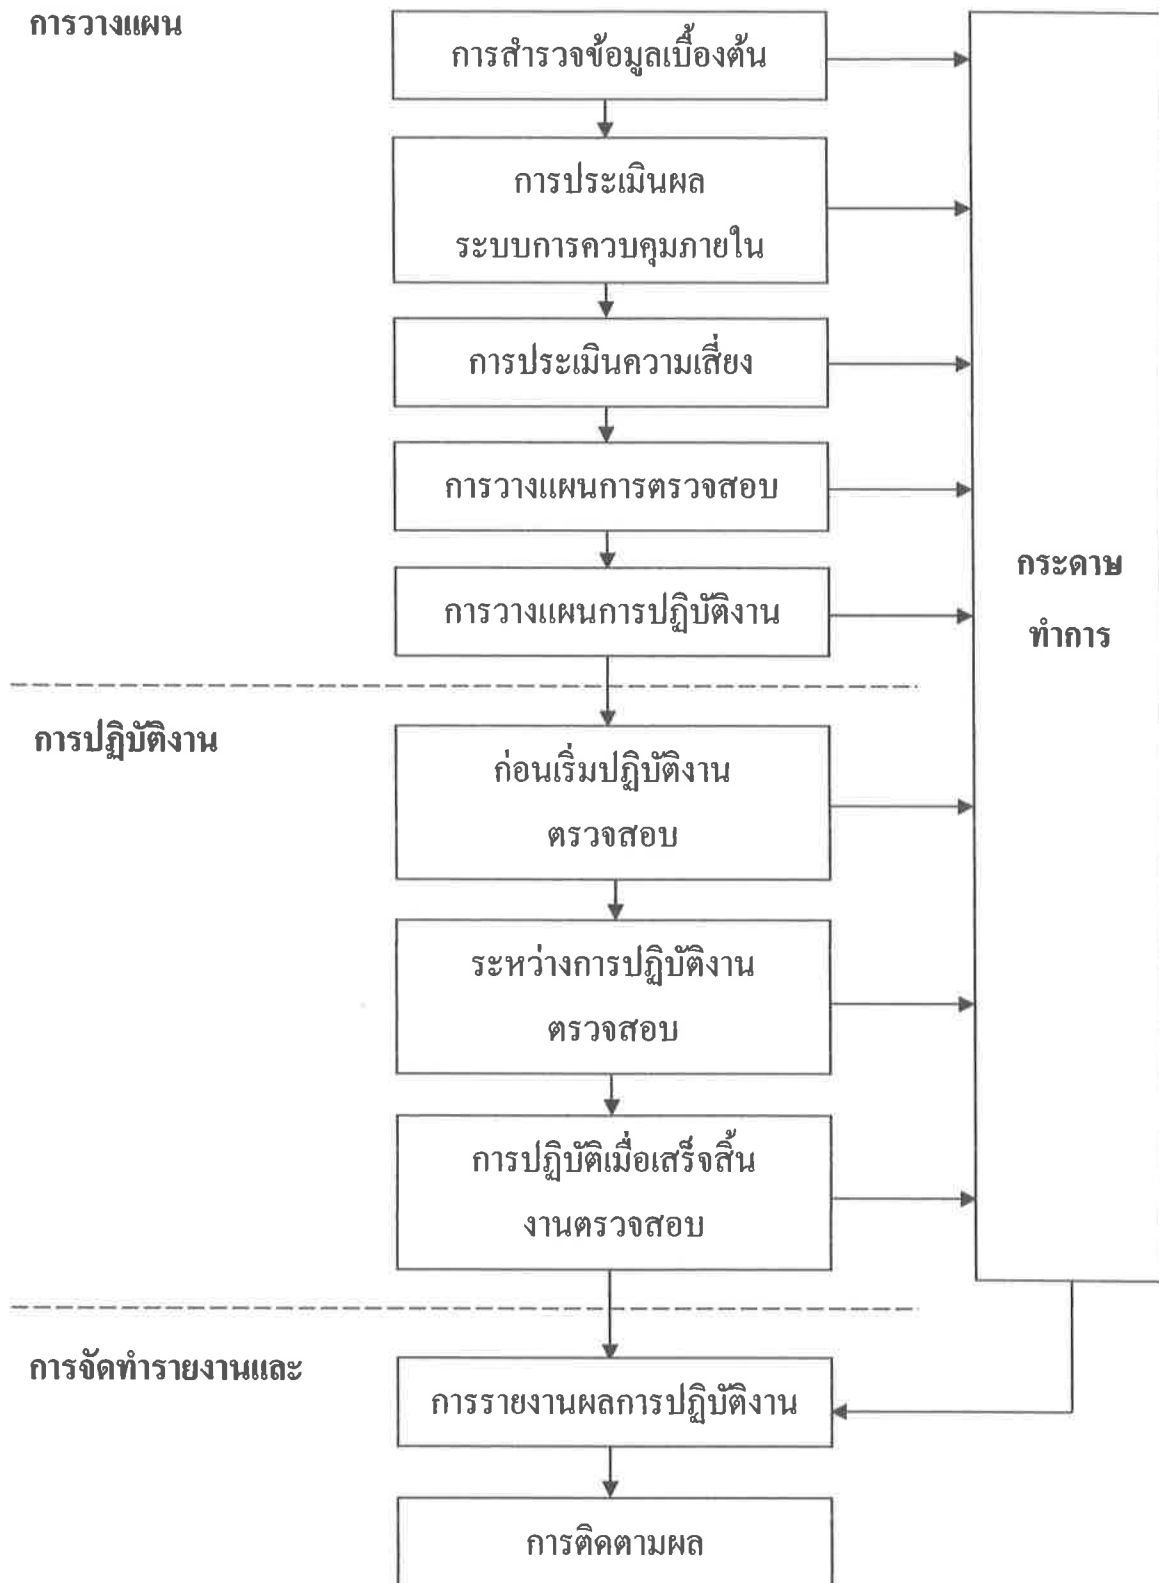 การวางแผน
การสำรวจข้อมูลเบื้องต้น
การประเมินผล
ระบบการควบคุมภายใน
การประเมินความเสี่ยง
การวางแผนการตรวจสอบ
การวางแผนการปฏิบัติงาน
กระดาษ
ทำการ
การปฏิบัติงาน
ก่อนเริ่มปฏิบัติงาน
ตรวจสอบ
ระหว่างการปฏิบัติงาน
ตรวจสอบ
การปฏิบัติเมื่อเสร็จสิ้น
งานตรวจสอบ
การจัดทำรายงานและ
การรายงานผลการปฏิบัติงาน
การติดตามผล